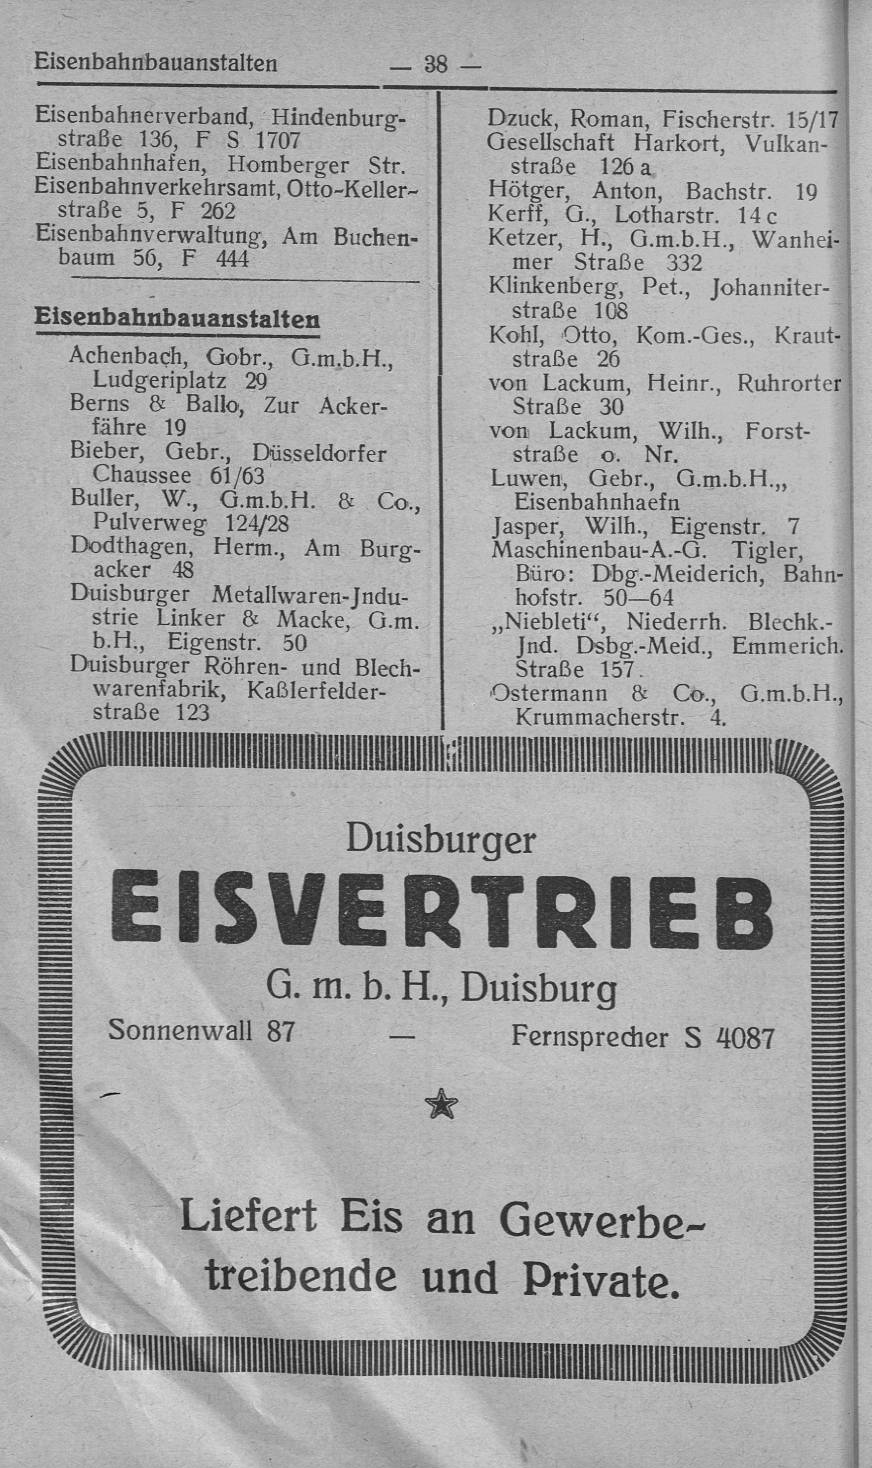 Eisenbahnbauanstalten — 38 —
Eisenbahnerverband, Hindenburg-
straße 136, F S 1707
Eisenbahnhafen, Homberger Str.
Eisenbahnverkehrsamt, Otto-Keller-
straße 5, F 262
Eisenbahnverwaltung, Am Buchen-
baum 56, F 444
Eisenbahnbauanstalten
Achenbach, Gobr., G.m.b.H.,
Ludgeriplatz 29
Berns & Ballo, Zur Acker-
fähre 19
Bieber, Gebr., Düsseldorfer
Chaussee 61/63
Buller, W., G.m.b.H. & Co.,
Pulverweg 124/28
Dodthagen, Herm., Am Burg-
acker 48
Duisburger Metallwaren-Jndu-
strie Linker & Macke, G.m.
b.H., Eigenstr. 50
Duisburger Röhren- und Blech-
warenfabrik, Kaßlerfelder-
straße 123
Dzuck, Roman, Fischerstr. 15/17
Gesellschaft Harkort, Vulkan-
straße 126 a
Hötger, Anton, Bachstr. 19
Kerff, G., Lotharstr. 14 c
Ketzer, H., G.m.b.H., Wanhei-
mer Straße 332
Klinkenberg, Pet., Johanniter-
straße 108
Kohl, Otto, Kom.-Ges., Kraut-
straße 26
von Lackum, Heinr., Ruhrorter
Straße 30
von Lackum, Wilh., Forst-
straße o. Nr.
Luwen, Gebr., G.m.b.H.,,
Eisenbahnhaefn
Jasper, Wilh., Eigenstr. 7
Maschinenbau-A.-G. Tigler,
Büro: Dbg.-Meiderich, Bahn-
hofstr. 50—64
„Niebleti“, Niederrh. Blechk.-
Jnd. Dsbg.-Meid., Emmerich.
Straße 157.
Ostermann & Co., G.m.b.H.,
Krummacherstr. 4.
Duisburger
EISVERTRIEB
G. m. b. H., Duisburg
Sonnenwall 87 — Fernsprecher S 4087
Liefert Eis an Gewerbe-
treibende und Private.